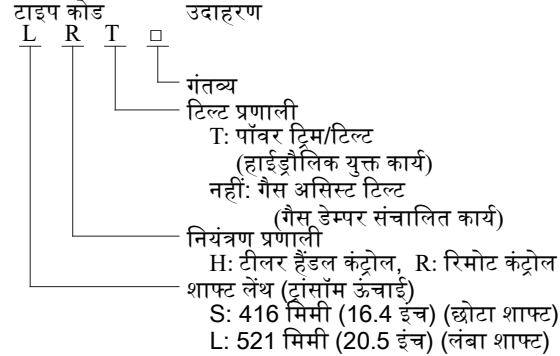 टाइप कोड उदाहरण
L R T □
गंतव्य
टिल्ट प्रणाली
T: पॉवर ट्रिम/टिल्ट
(हाईड्रौलिक युक्त कार्य)
नहीं: गैस असिस्ट टिल्ट
(गैस डेम्पर संचालित कार्य)
नियंत्रण प्रणाली
H: टीलर हैंडल कंट्रोल, R: रिमोट कंट्रोल
शाफ्ट लेंथ (ट्रांसॉम ऊंचाई)
S: 416 मिमी (16.4 इंच) (छोटा शाफ्ट)
L: 521 मिमी (20.5 इंच) (लंबा शाफ्ट)